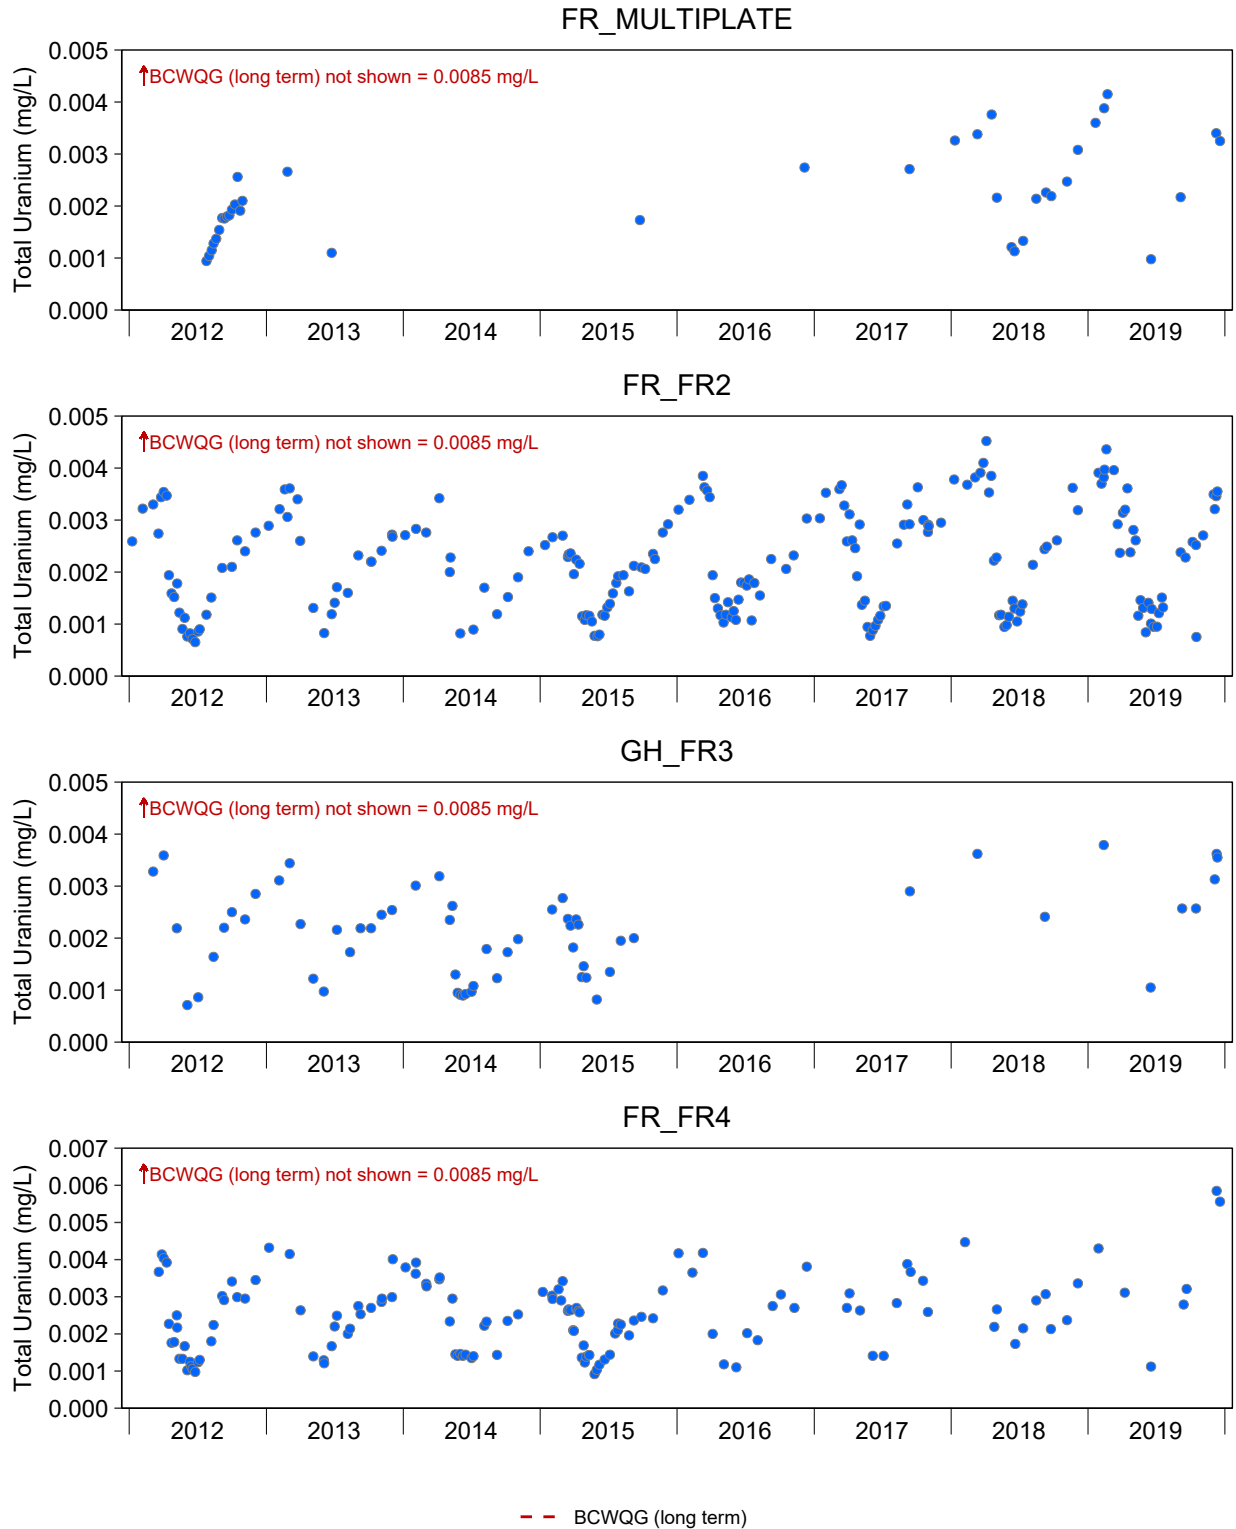 FR_MULTIPLATE
Total Uranium (mg/L)
0.005
0.004
0.003
0.002
0.001
0.000
BCWQG (long term) not shown = 0.0085 mg/L
2012 2013 2014 2015 2016 2017 2018 2019
FR_FR2
Total Uranium (mg/L)
0.005
0.004
0.003
0.002
0.001
0.000
BCWQG (long term) not shown = 0.0085 mg/L
2012 2013 2014 2015 2016 2017 2018 2019
GH_FR3
Total Uranium (mg/L)
0.005
0.004
0.003
0.002
0.001
0.000
BCWQG (long term) not shown = 0.0085 mg/L
2012 2013 2014 2015 2016 2017 2018 2019
FR_FR4
Total Uranium (mg/L)
0.007
0.006
0.005
0.004
0.003
0.002
0.001
0.000
BCWQG (long term) not shown = 0.0085 mg/L
2012 2013 2014 2015 2016 2017 2018 2019
BCWQG (long term)